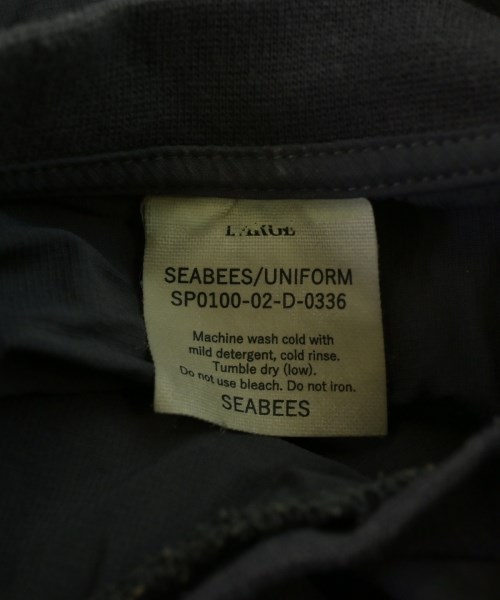 LARGE
SEABEES/UNIFORM
SP0100-02-D-0336
Machine wash cold with
mild detergent, cold rinse.
Tumble dry (low).
Do not use bleach. Do not iron.
SEABEES